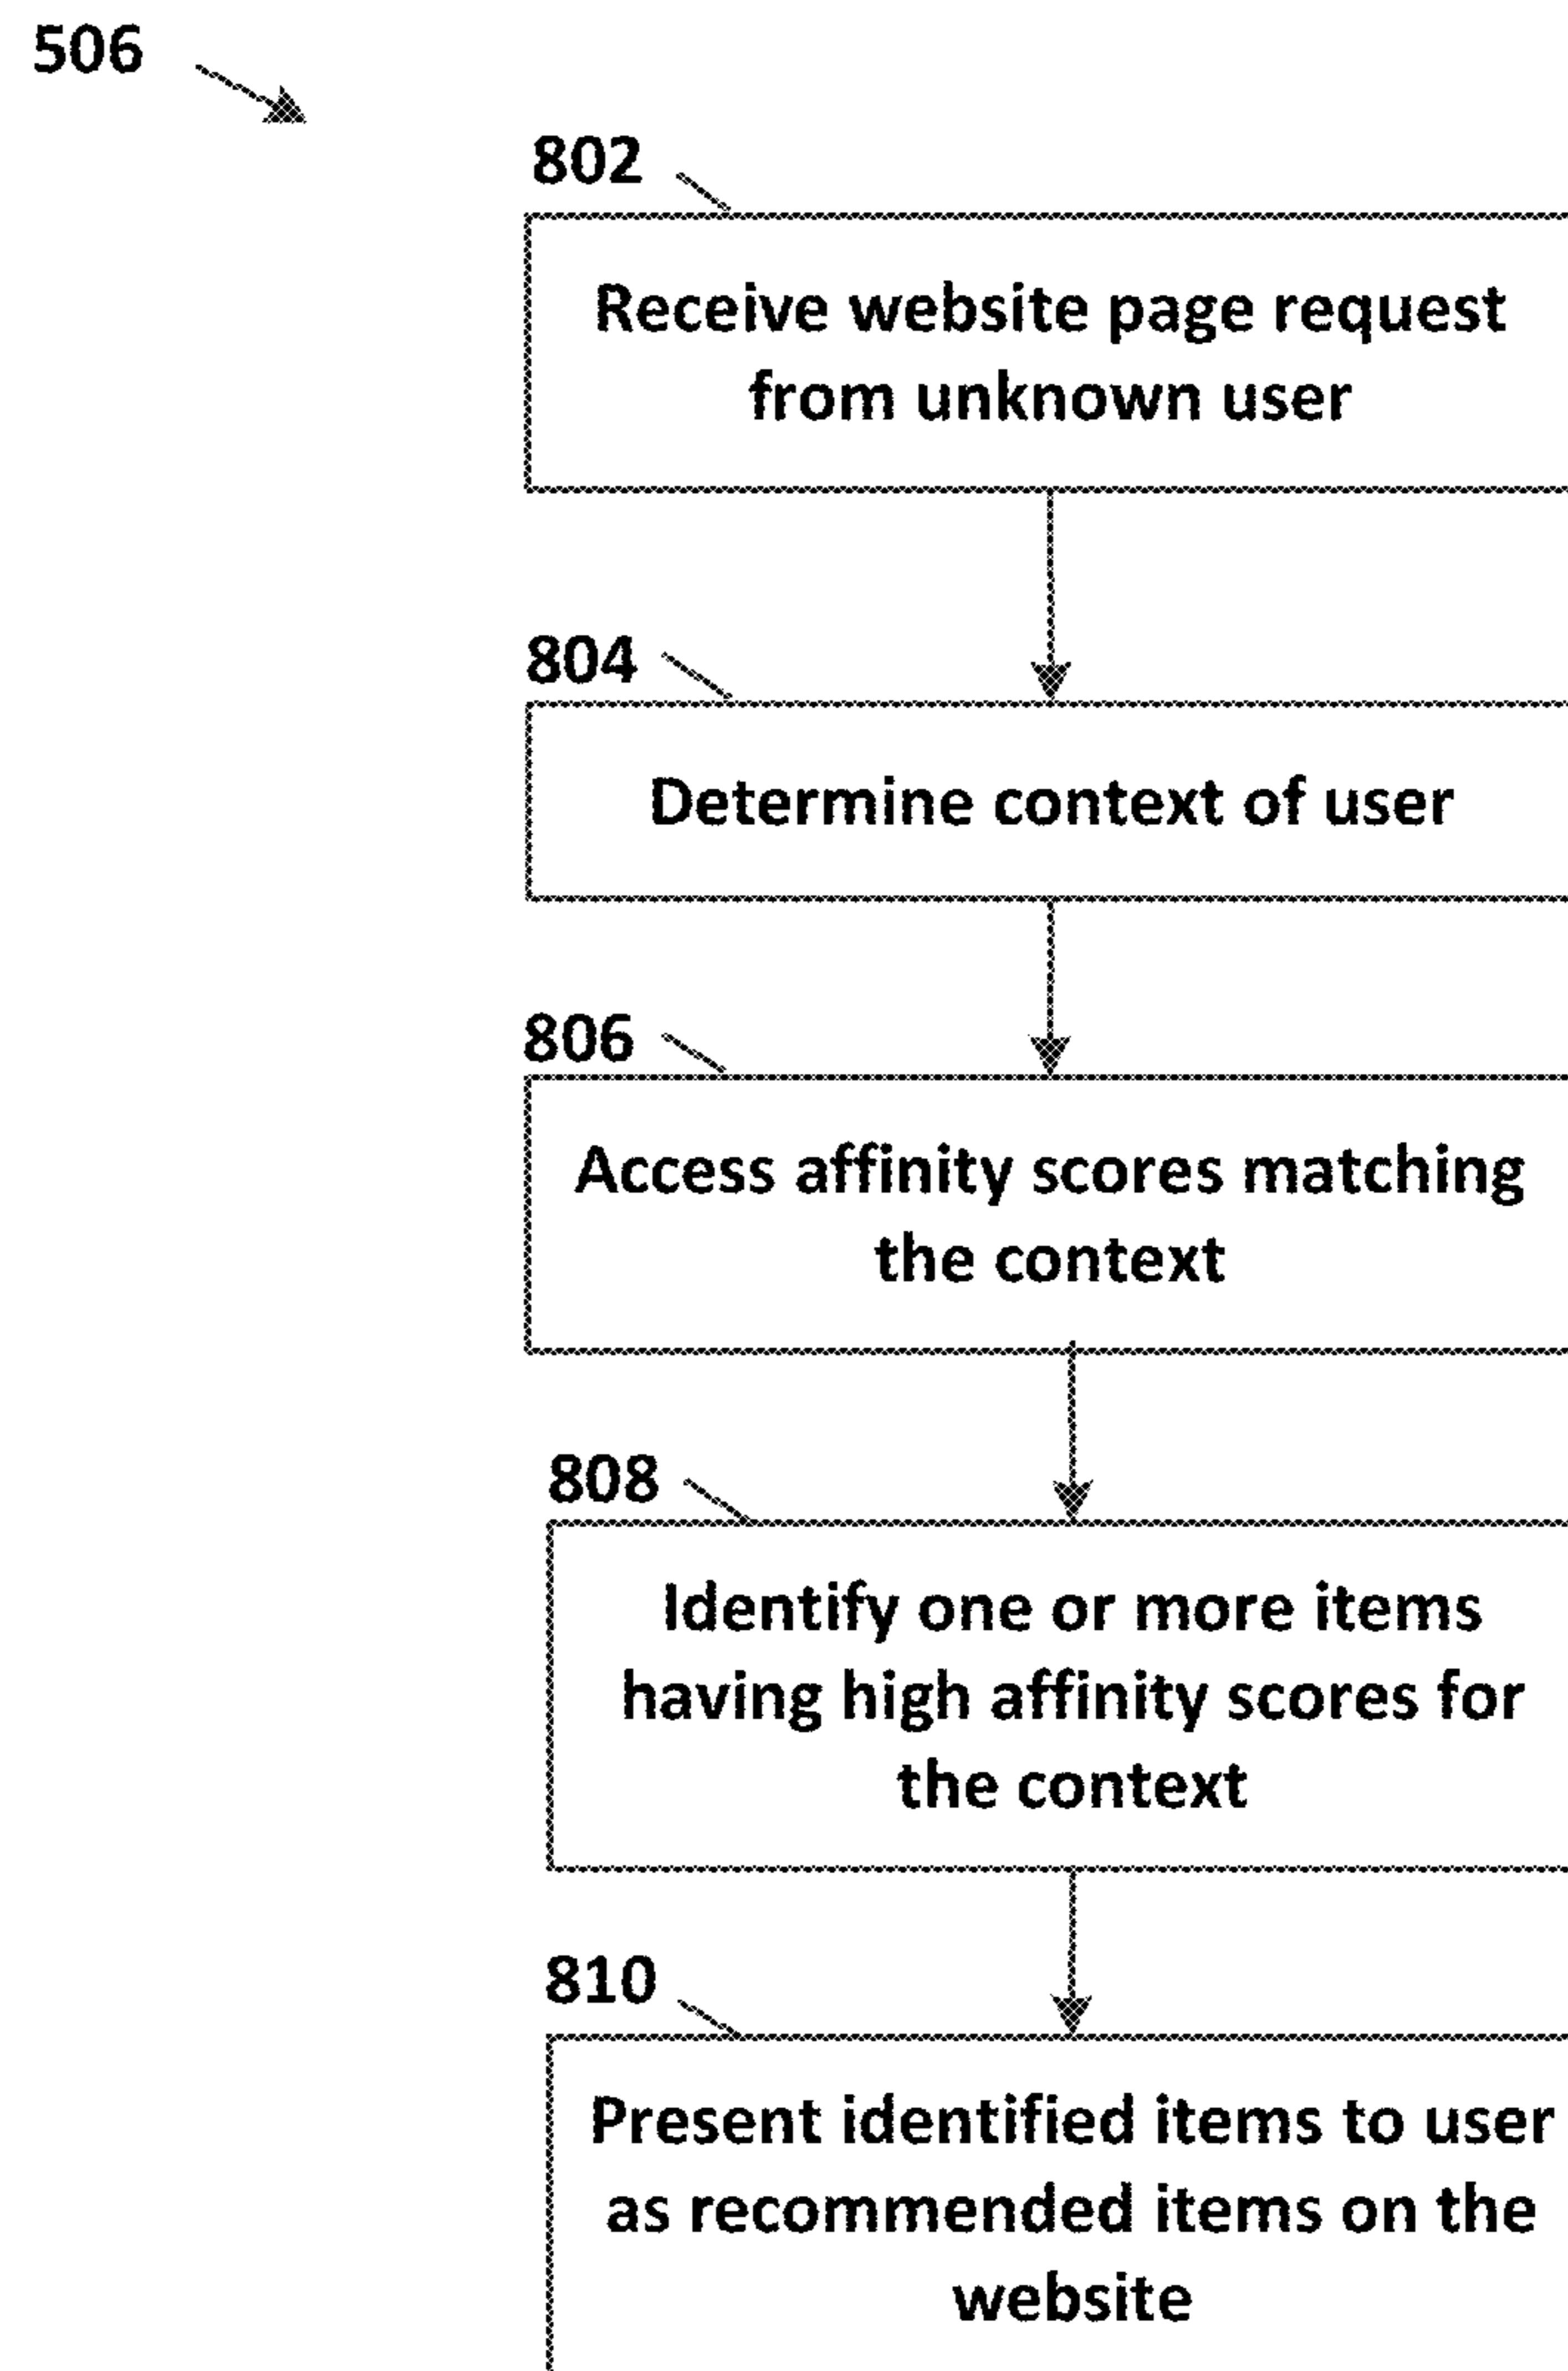 506
802
Receive website page request
from unknown user
804
Determine context of user
806
Access affinity scores matching
the context
808
Identify one or more items
having high affinity scores for
the context
810
Present identified items to user
as recommended items on the
website